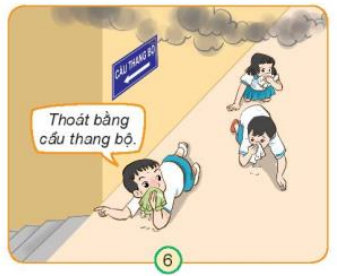 CẦU THANG BỘ
Thoát bằng
cầu thang bộ.
6